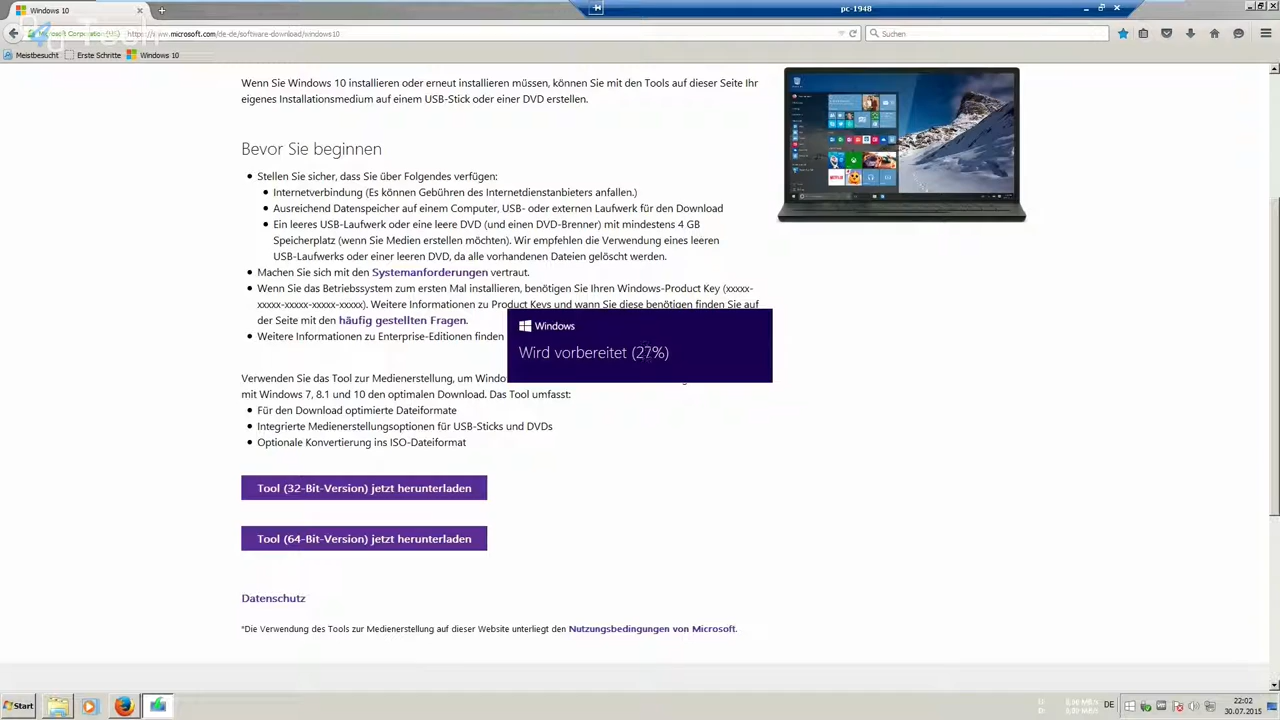 Windows 10
pc-1948
Microsoft Corporation (US)
https://www.microsoft.com/de-de/software-download/windows10
Suchen
Meistbesucht
Erste Schritte
Windows 10
Wenn Sie Windows 10 installieren oder erneut installieren müssen, können Sie mit den Tools auf dieser Seite Ihr
eigenes Installationsmedium auf einem USB-Stick oder einer DVD erstellen.
Bevor Sie beginnen
Stellen Sie sicher, dass Sie über Folgendes verfügen:
Internetverbindung (Es können Gebühren des Internetdienstanbieters anfallen.)
Ausreichend Datenspeicher auf einem Computer, USB- oder externen Laufwerk für den Download
Ein leeres USB-Laufwerk oder eine leere DVD (und einen DVD-Brenner) mit mindestens 4 GB
Speicherplatz (wenn Sie Medien erstellen möchten). Wir empfehlen die Verwendung eines leeren
USB-Laufwerks oder einer leeren DVD, da alle vorhandenen Dateien gelöscht werden.
Machen Sie sich mit den Systemanforderungen vertraut.
Wenn Sie das Betriebssystem zum ersten Mal installieren, benötigen Sie Ihren Windows-Product Key (xxxxx-
xxxxx-xxxxx-xxxxx-xxxxx). Weitere Informationen zu Product Keys und wann Sie diese benötigen finden Sie auf
der Seite mit den häufig gestellten Fragen.
Weitere Informationen zu Enterprise-Editionen finden
Windows
Wird vorbereitet (27%)
Verwenden Sie das Tool zur Medienerstellung, um Windo
mit Windows 7, 8.1 und 10 den optimalen Download. Das Tool umfasst:
Für den Download optimierte Dateiformate
Integrierte Medienerstellungsoptionen für USB-Sticks und DVDs
Optionale Konvertierung ins ISO-Dateiformat
Tool (32-Bit-Version) jetzt herunterladen
Tool (64-Bit-Version) jetzt herunterladen
Datenschutz
*Die Verwendung des Tools zur Medienerstellung auf dieser Website unterliegt den Nutzungsbedingungen von Microsoft.
Start
DE
22:02
30.07.2015